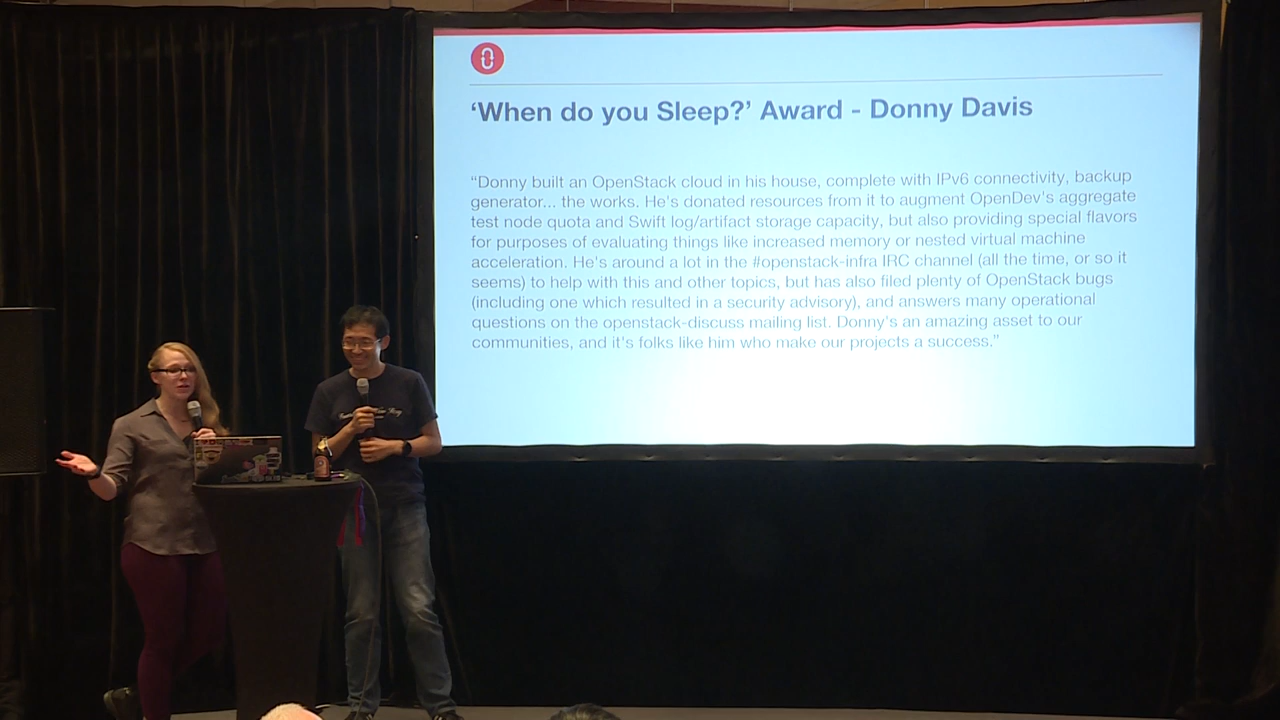 ‘When do you Sleep?’ Award - Donny Davis
“Donny built an OpenStack cloud in his house, complete with IPv6 connectivity, backup
generator... the works. He's donated resources from it to augment OpenDev's aggregate
test node quota and Swift log/artifact storage capacity, but also providing special flavors
for purposes of evaluating things like increased memory or nested virtual machine
acceleration. He's around a lot in the #openstack-infra IRC channel (all the time, or so it
seems) to help with this and other topics, but has also filed plenty of OpenStack bugs
(including one which resulted in a security advisory), and answers many operational
questions on the openstack-discuss mailing list. Donny's an amazing asset to our
communities, and it's folks like him who make our projects a success.”